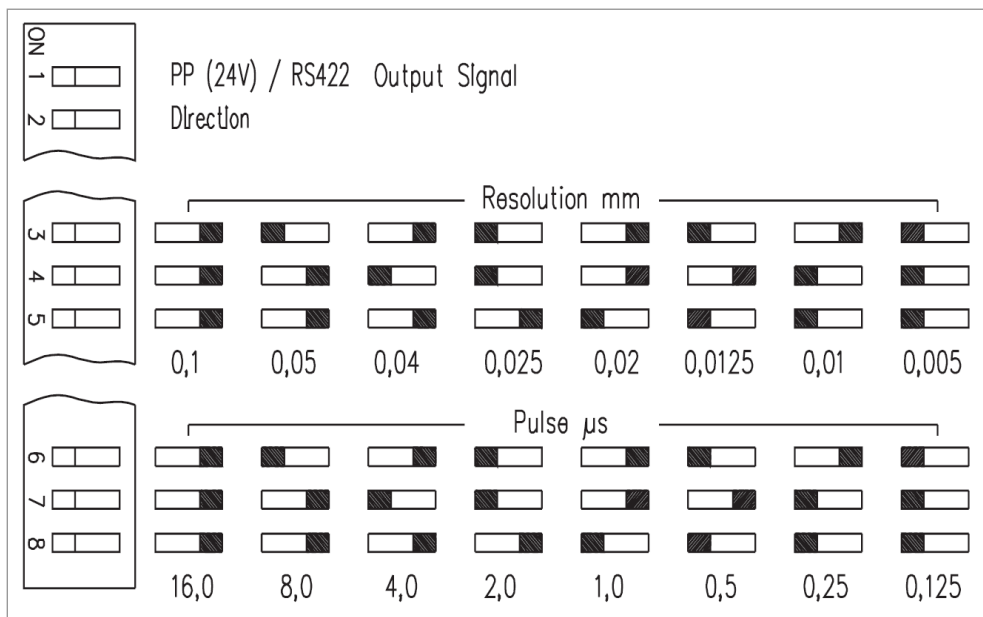 ON
1 PP (24V) / RS422 Output Signal
2 Direction
Resolution mm
3
4
5
0,1 0,05 0,04 0,025 0,02 0,0125 0,01 0,005
Pulse µs
6
7
8
16,0 8,0 4,0 2,0 1,0 0,5 0,25 0,125